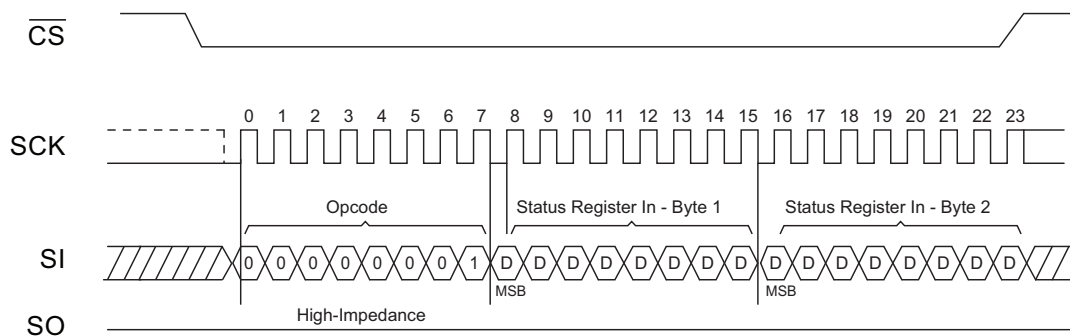 CS
0 1 2 3 4 5 6 7 8 9 10 11 12 13 14 15 16 17 18 19 20 21 22 23
SCK
Opcode Status Register In - Byte 1 Status Register In - Byte 2
SI 0 0 0 0 0 0 0 1 D D D D D D D D D D D D D D D D
MSB MSB
High-Impedance
SO